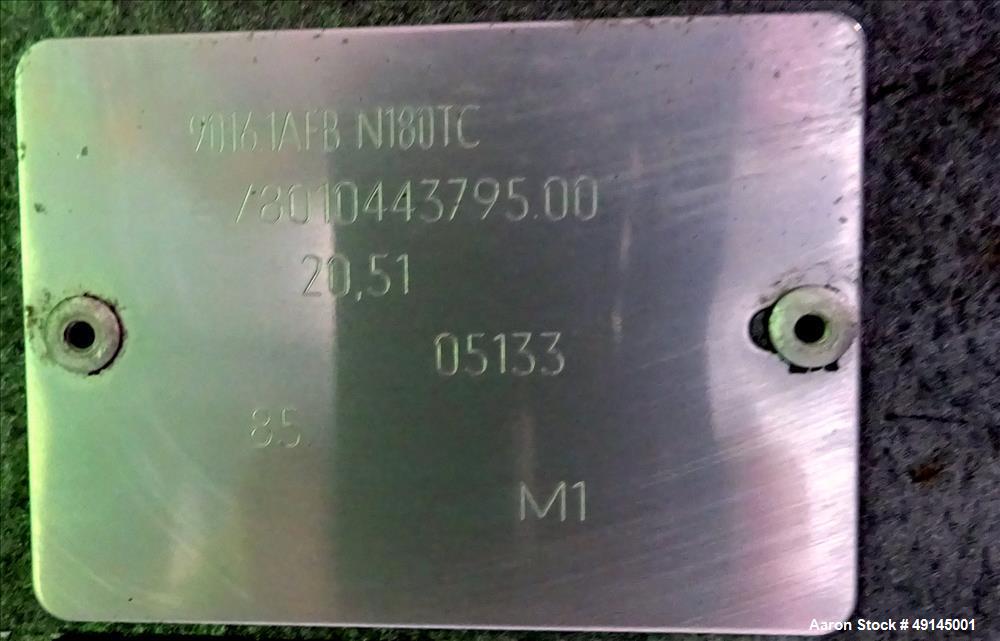 90161AFB N180TC
/8010443795.00
20,51
05133
85.
M1
Aaron Stock # 49145001